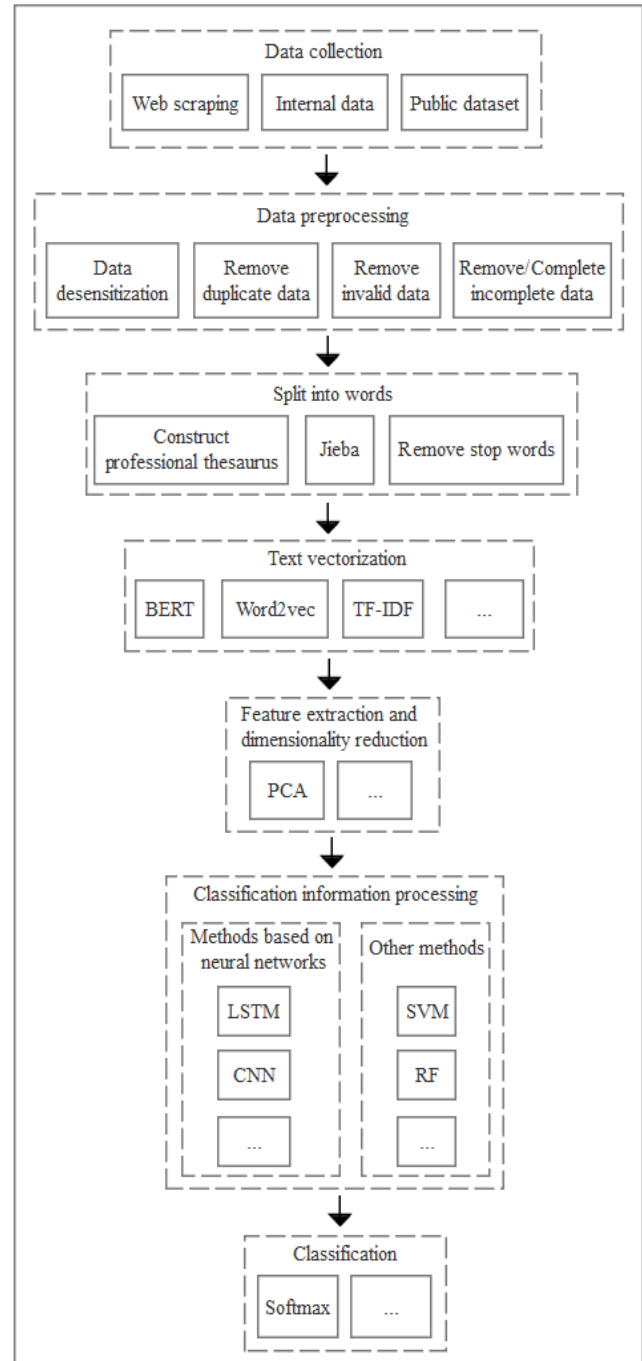 Data collection
Web scraping
Internal data
Public dataset
Data preprocessing
Data
desensitization
Remove
duplicate data
Remove
invalid data
Remove/Complete
incomplete data
Split into words
Construct
professional thesaurus
Jieba
Remove stop words
Text vectorization
BERT
Word2vec
TF-IDF
...
Feature extraction and
dimensionality reduction
PCA
...
Classification information processing
Methods based on
neural networks
LSTM
CNN
...
Other methods
SVM
RF
...
Classification
Softmax
...